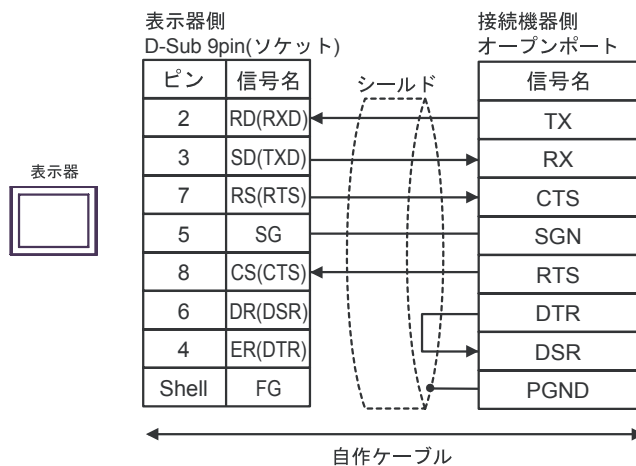 表示器側
D-Sub 9pin(ソケット)
接続機器側
オープンポート
ピン 信号名 シールド 信号名
2 RD(RXD) TX
3 SD(TXD) RX
表示器
7 RS(RTS) CTS
5 SG SGN
8 CS(CTS) RTS
6 DR(DSR) DTR
4 ER(DTR) DSR
Shell FG PGND
自作ケーブル